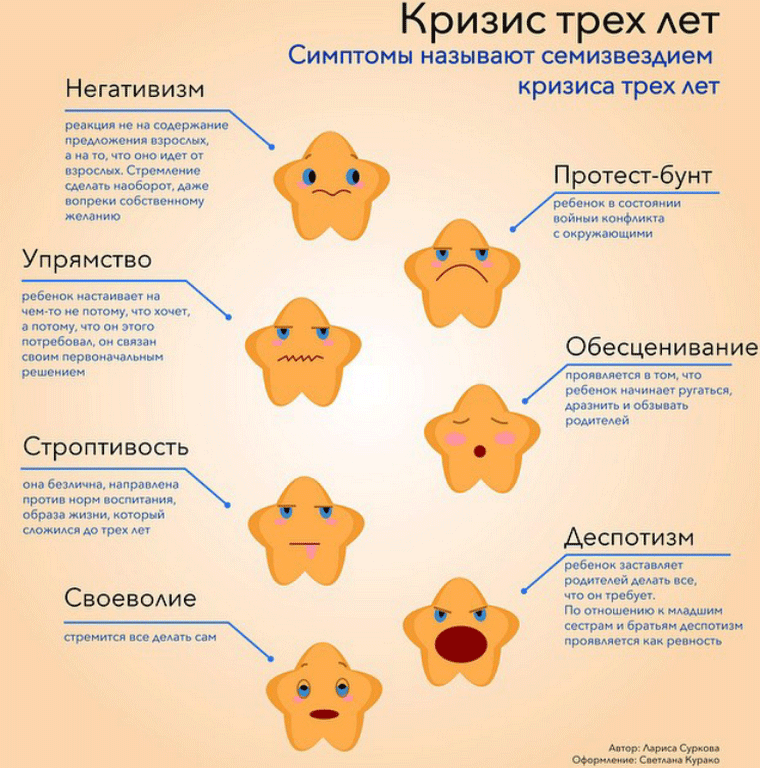 Кризис трех лет
Симптомы называют семизвездием
кризиса трех лет
Негативизм
реакция не на содержание
предложения взрослых,
а на то, что оно идет от
взрослых. Стремление
сделать наоборот, даже
вопреки собственному
желанию
Протест-бунт
ребенок в состоянии
войныи конфликта
с окружающими
Упрямство
ребенок настаивает на
чем-то не потому, что хочет,
а потому, что он этого
потребовал, он связан
своим первоначальным
решением
Обесценивание
проявляется в том, что
ребенок начинает ругаться,
дразнить и обзывать
родителей
Строптивость
она безлична, направлена
против норм воспитания,
образа жизни, который
сложился до трех лет
Деспотизм
ребенок заставляет
родителей делать все,
что он требует.
По отношению к младшим
сестрам и братьям деспотизм
проявляется как ревность
Своеволие
стремится все делать сам
Автор: Лариса Суркова
Оформление: Светлана Курако